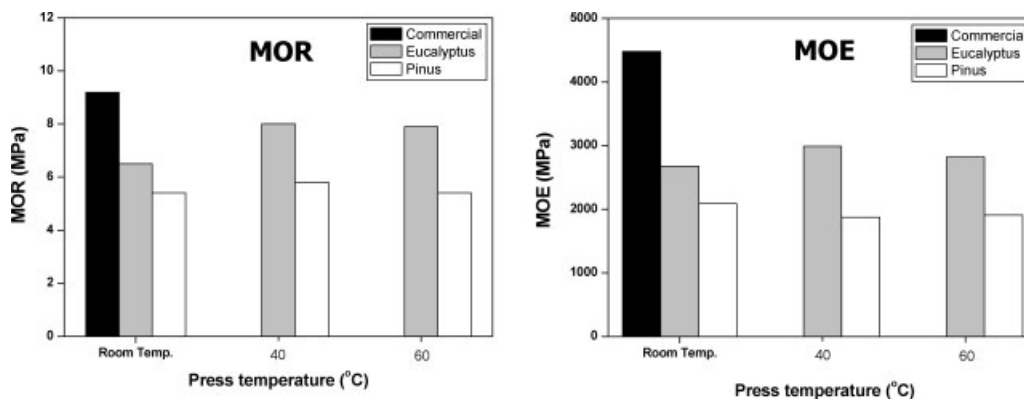 MOR
Commercial
Eucalyptus
Pinus
12
10
8
6
4
2
0
MOR (MPa)
Room Temp.
40
60
Press temperature (°C)
MOE
Commercial
Eucalyptus
Pinus
5000
4000
3000
2000
1000
0
MOE (MPa)
Room Temp.
40
60
Press temperature (°C)